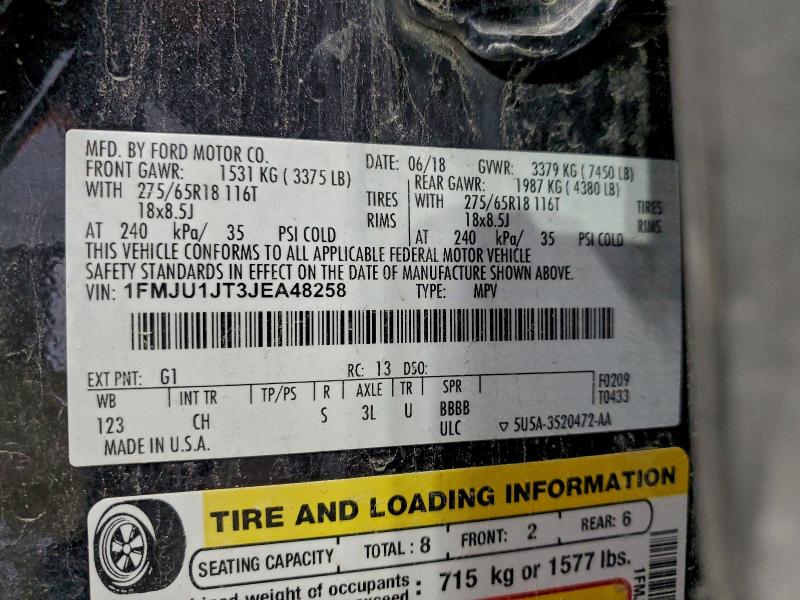 MFD. BY FORD MOTOR CO. DATE: 06/18 GVWR: 3379 KG (7450 LB)
FRONT GAWR: 1531 KG (3375 LB) REAR GAWR: 1987 KG (4380 LB)
WITH 275/65R18 116T TIRES WITH 275/65R18 116T TIRES
18x8.5J RIMS 18x8.5J RIMS
AT 240 kPa/ 35 PSI COLD AT 240 kPa/ 35 PSI COLD
THIS VEHICLE CONFORMS TO ALL APPLICABLE FEDERAL MOTOR VEHICLE
SAFETY STANDARDS IN EFFECT ON THE DATE OF MANUFACTURE SHOWN ABOVE.
VIN: 1FMJU1JT3JEA48258 TYPE: MPV
EXT PNT: G1 RC: 13 DSO: F0209
WB INT TR TP/PS R AXLE TR SPR T0433
123 CH S 3L U BBBB
ULC ▽ 5U5A-3520472-AA
MADE IN U.S.A.
TIRE AND LOADING INFORMATION
SEATING CAPACITY TOTAL: 8 FRONT: 2 REAR: 6
weight of occupants
exceed : 715 kg or 1577 lbs.
1FM